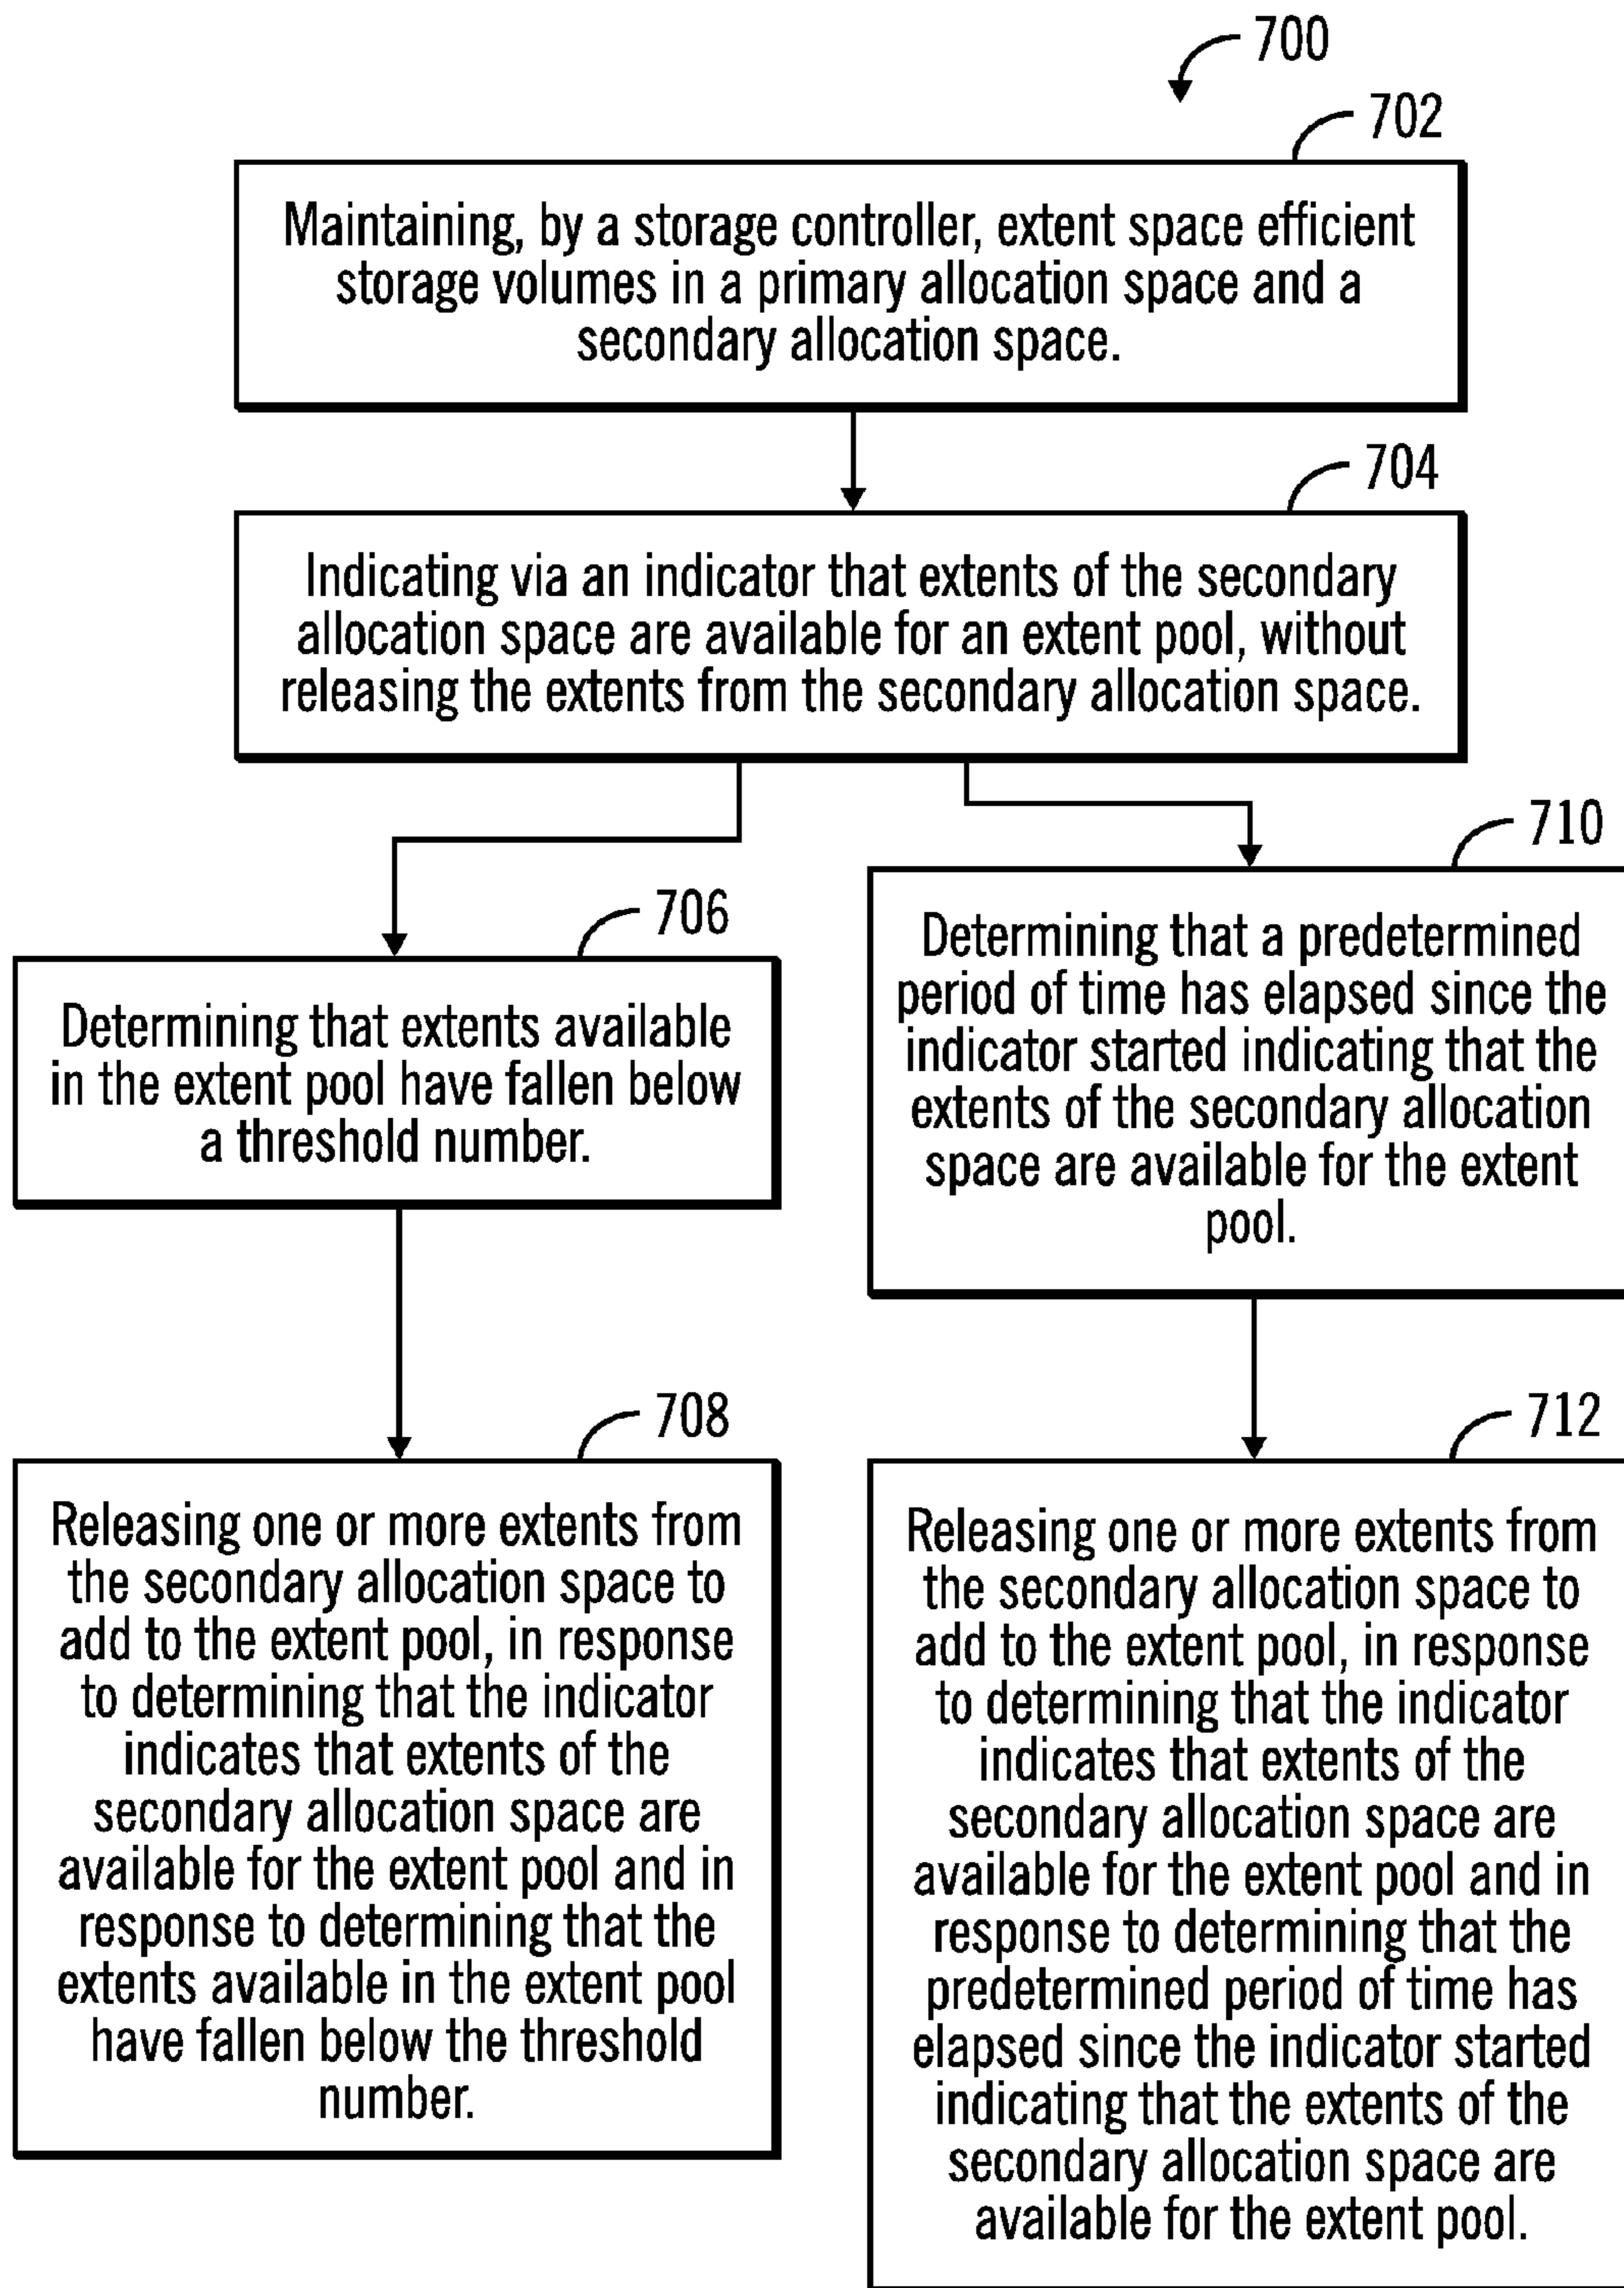 700
702
Maintaining, by a storage controller, extent space efficient
storage volumes in a primary allocation space and a
secondary allocation space.
704
Indicating via an indicator that extents of the secondary
allocation space are available for an extent pool, without
releasing the extents from the secondary allocation space.
706
Determining that extents available
in the extent pool have fallen below
a threshold number.
708
Releasing one or more extents from
the secondary allocation space to
add to the extent pool, in response
to determining that the indicator
indicates that extents of the
secondary allocation space are
available for the extent pool and in
response to determining that the
extents available in the extent pool
have fallen below the threshold
number.
710
Determining that a predetermined
period of time has elapsed since the
indicator started indicating that the
extents of the secondary allocation
space are available for the extent
pool.
712
Releasing one or more extents from
the secondary allocation space to
add to the extent pool, in response
to determining that the indicator
indicates that extents of the
secondary allocation space are
available for the extent pool and in
response to determining that the
predetermined period of time has
elapsed since the indicator started
indicating that the extents of the
secondary allocation space are
available for the extent pool.